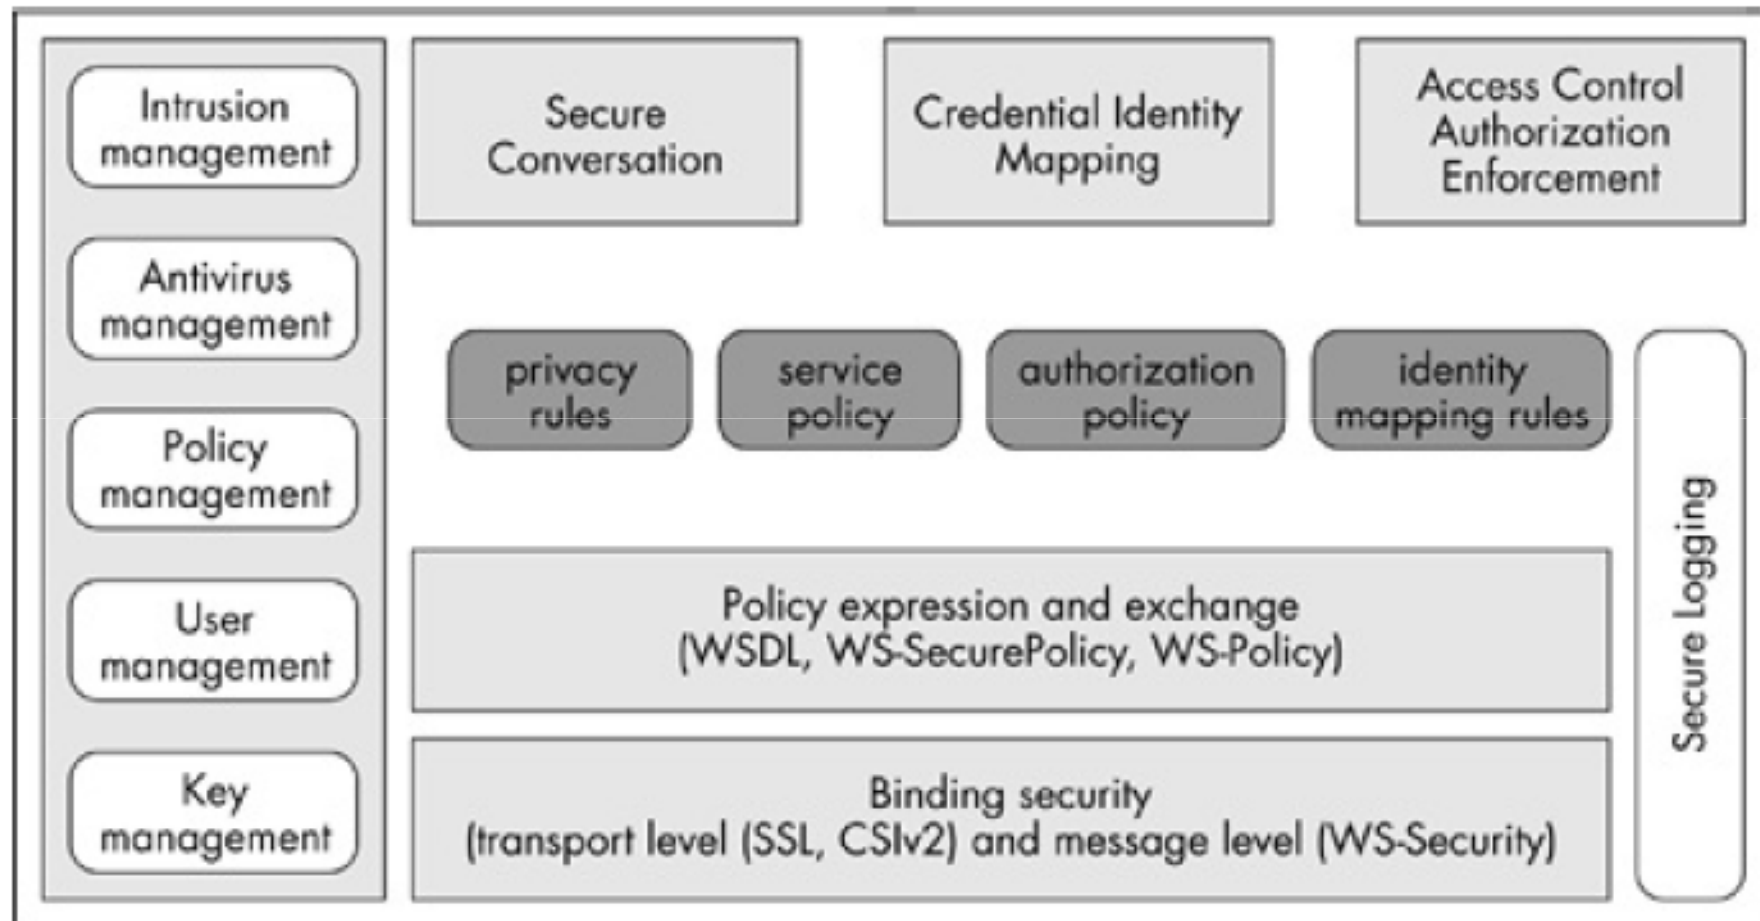 Intrusion
management
Antivirus
management
Policy
management
User
management
Key
management
Secure
Conversation
Credential Identity
Mapping
Access Control
Authorization
Enforcement
privacy
rules
service
policy
authorization
policy
identity
mapping rules
Policy expression and exchange
(WSDL, WS-SecurePolicy, WS-Policy)
Binding security
(transport level (SSL, CSIv2) and message level (WS-Security)
Secure Logging